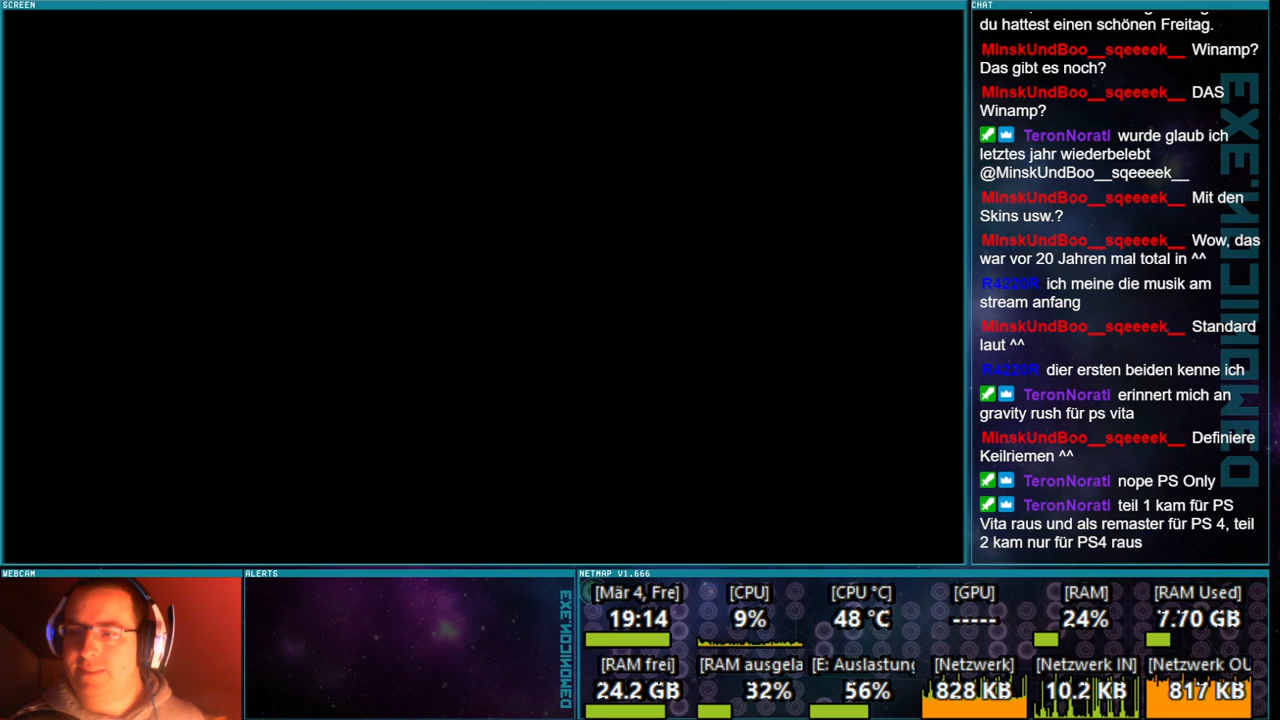 SCREEN
CHAT
du hattest einen schönen Freitag.
MinskUndBoo__sqeeeek__ Winamp?
Das gibt es noch?
MinskUndBoo__sqeeeek__ DAS
Winamp?
TeronNorati wurde glaub ich
letztes jahr wiederbelebt
@MinskUndBoo__sqeeeek__
MinskUndBoo__sqeeeek__ Mit den
Skins usw.?
MinskUndBoo__sqeeeek__ Wow, das
war vor 20 Jahren mal total in ^^
ich meine die musik am
stream anfang
MinskUndBoo__sqeeeek__ Standard
laut ^^
dier ersten beiden kenne ich
TeronNorati erinnert mich an
gravity rush für ps vita
MinskUndBoo__sqeeeek__ Definiere
Keilriemen ^^
TeronNorati nope PS Only
TeronNorati teil 1 kam für PS
Vita raus und als remaster für PS 4, teil
2 kam nur für PS4 raus
WEBCAM
ALERTS
NETMAP V1.666
[Mär 4, Fre] [CPU] [CPU °C] [GPU] [RAM] [RAM Used]
19:14 9% 48 °C ----- 24% 7.70 GB
[RAM frei] [RAM ausgela [E: Auslastung [Netzwerk] [Netzwerk IN] [Netzwerk OU
24.2 GB 32% 56% 828 KB 10.2 KB 817 KB